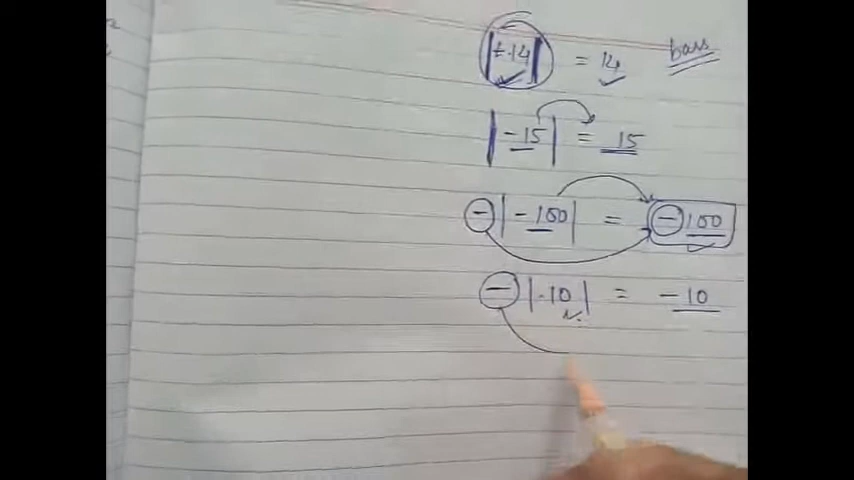 |+14| = 14 bars
|-15| = 15
-|-100| = -100
-|10| = -10